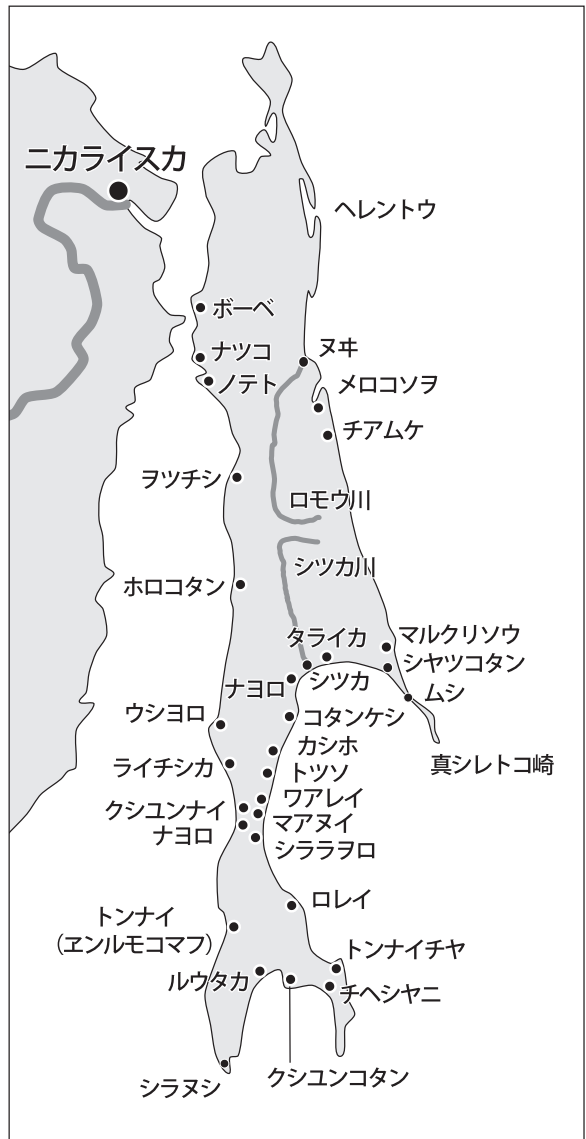 ニカライスカ
ヘレントウ
ボーベ
ナツコ
ヌヰ
ノテト
メロコソヲ
チアムケ
ヲツチシ
ロモウ川
シツカ川
ホロコタン
タライカ
マルクリソウ
シヤツコタン
シツカ
ナヨロ
ムシ
ウシヨロ
コタンケシ
カシホ
真シレトコ崎
ライチシカ
トツソ
ワアレイ
クシユンナイ
マアヌイ
ナヨロ
シララヲロ
ロレイ
トンナイ
（ヱンルモコマフ）
トンナイチヤ
ルウタカ
チヘシヤニ
クシユンコタン
シラヌシ